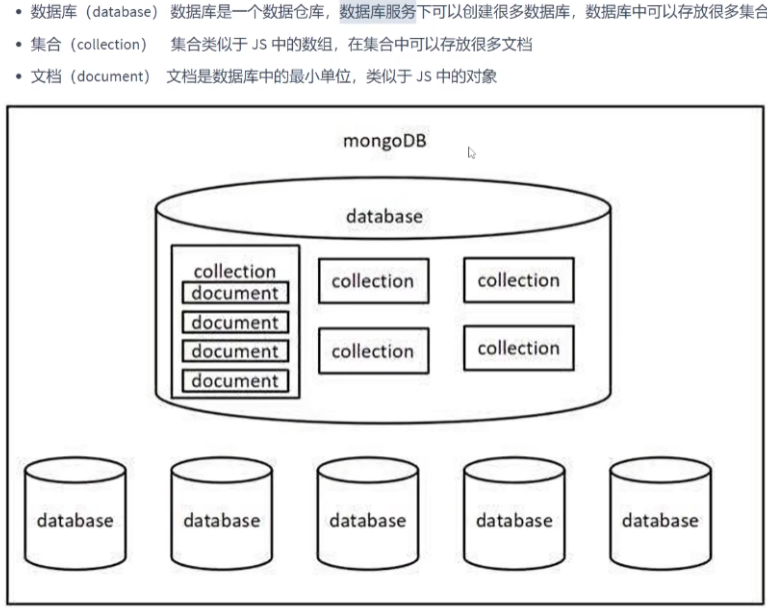 • 数据库（database） 数据库是一个数据仓库，数据库服务下可以创建很多数据库，数据库中可以存放很多集合
• 集合（collection） 集合类似于 JS 中的数组，在集合中可以存放很多文档
• 文档（document） 文档是数据库中的最小单位，类似于 JS 中的对象
mongoDB
database
collection
document
document
document
document
collection
collection
collection
collection
database
database
database
database
database